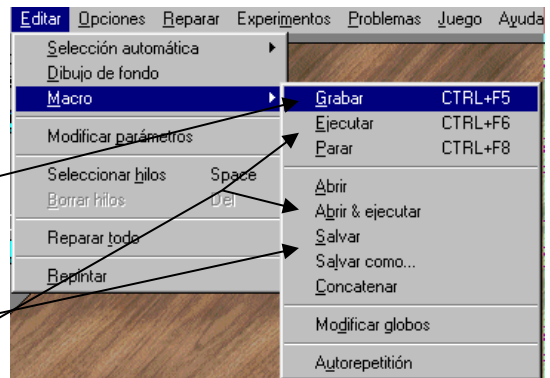 Editar Opciones Reparar Experimentos Problemas Juego Ayuda
Selección automática
Dibujo de fondo
Macro
Modificar parámetros
Seleccionar hilos Space
Borrar hilos Del
Reparar todo
Repintar
Grabar CTRL+F5
Ejecutar CTRL+F6
Parar CTRL+F8
Abrir
Abrir & ejecutar
Salvar
Salvar como...
Concatenar
Modificar globos
Autorepetitión